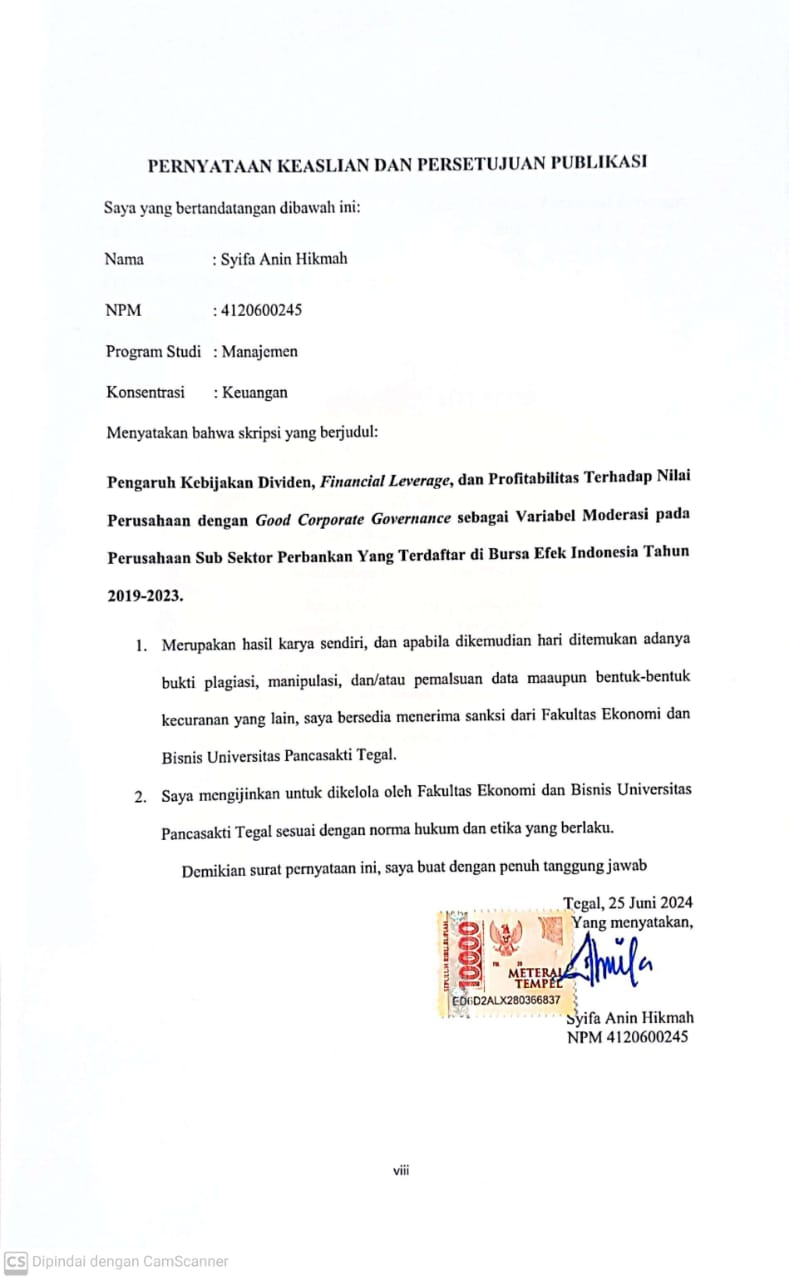 PERNYATAAN KEASLIAN DAN PERSETUJUAN PUBLIKASI
Saya yang bertandatangan dibawah ini:
Nama : Syifa Anin Hikmah
NPM : 4120600245
Program Studi : Manajemen
Konsentrasi : Keuangan
Menyatakan bahwa skripsi yang berjudul:
Pengaruh Kebijakan Dividen, Financial Leverage, dan Profitabilitas Terhadap Nilai
Perusahaan dengan Good Corporate Governance sebagai Variabel Moderasi pada
Perusahaan Sub Sektor Perbankan Yang Terdaftar di Bursa Efek Indonesia Tahun
2019-2023.
1. Merupakan hasil karya sendiri, dan apabila dikemudian hari ditemukan adanya
bukti plagiasi, manipulasi, dan/atau pemalsuan data maaupun bentuk-bentuk
kecuranan yang lain, saya bersedia menerima sanksi dari Fakultas Ekonomi dan
Bisnis Universitas Pancasakti Tegal.
2. Saya mengijinkan untuk dikelola oleh Fakultas Ekonomi dan Bisnis Universitas
Pancasakti Tegal sesuai dengan norma hukum dan etika yang berlaku.
Demikian surat pernyataan ini, saya buat dengan penuh tanggung jawab
Tegal, 25 Juni 2024
Yang menyatakan,
10000
METERAI
TEMPEL
E06D2ALX280366837
Syifa Anin Hikmah
NPM 4120600245
viii
CS Dipindai dengan CamScanner